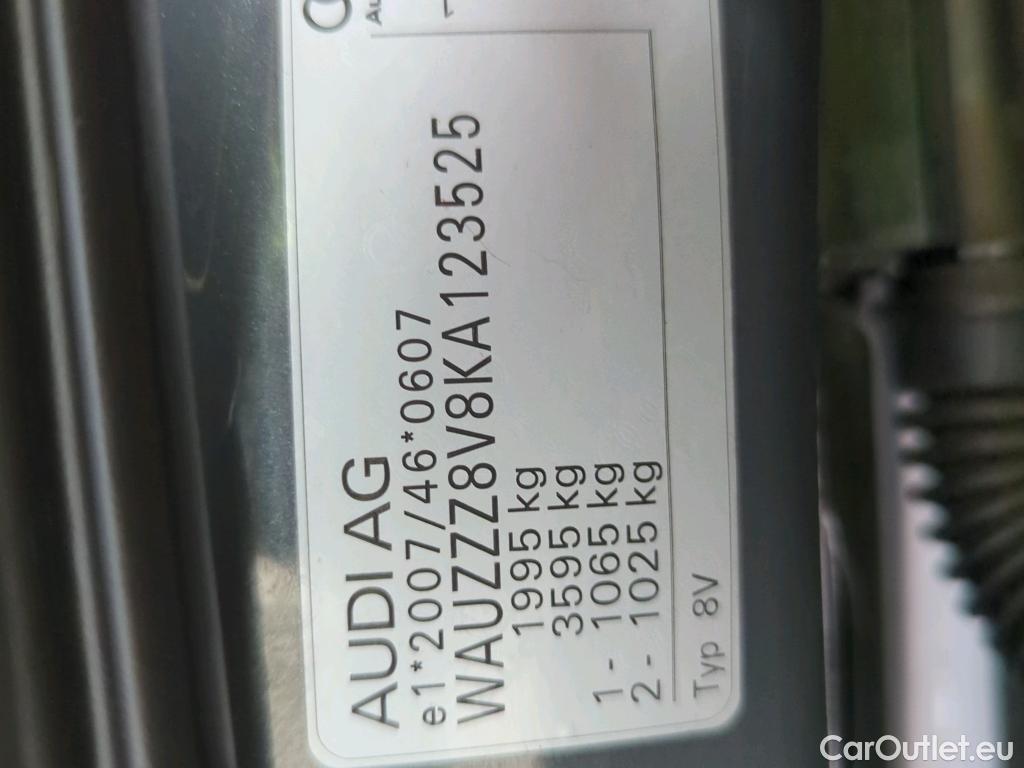 AUDI AG
e1*2007/46*0607
WAUZZZ8V8KA123525
1995 kg
3595 kg
1 - 1065 kg
2 - 1025 kg
Typ 8V
CarOutlet.eu